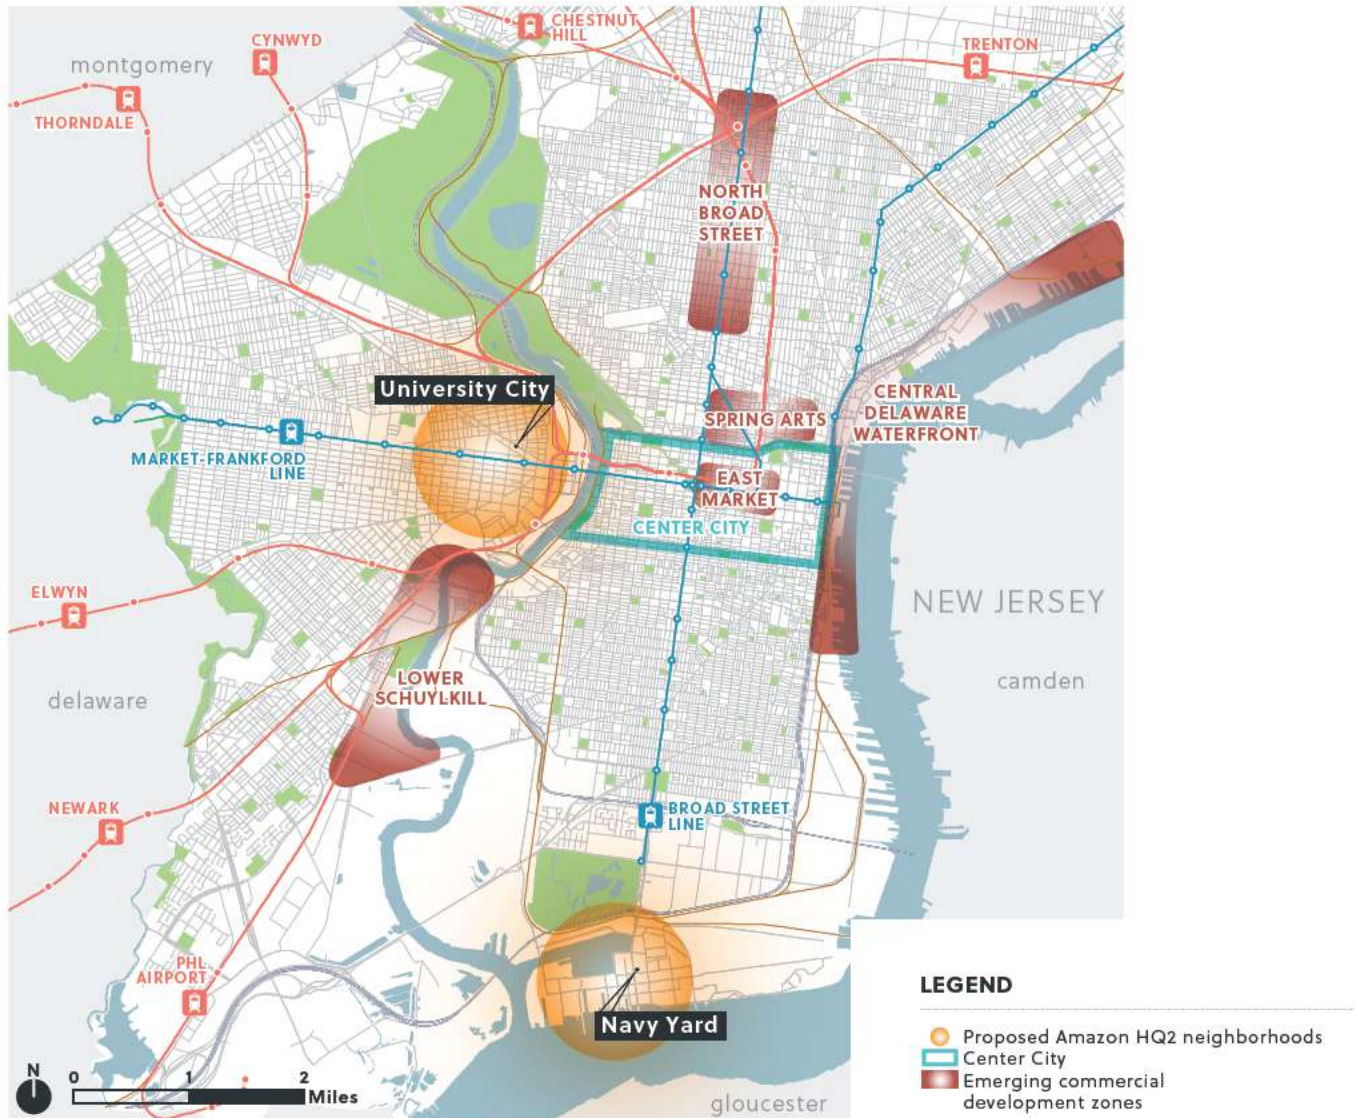 CHESTNUT
HILL
CYNWYD
TRENTON
montgomery
THORNDALE
NORTH
BROAD
STREET
University City
CENTRAL
DELAWARE
WATERFRONT
SPRING ARTS
MARKET-FRANKFORD
LINE
EAST
MARKET
CENTER CITY
ELWYN
NEW JERSEY
camden
LOWER
SCHUYLKILL
delaware
NEWARK
BROAD STREET
LINE
PHL
AIRPORT
Navy Yard
N
0 1 2
Miles
gloucester
LEGEND
Proposed Amazon HQ2 neighborhoods
Center City
Emerging commercial
development zones